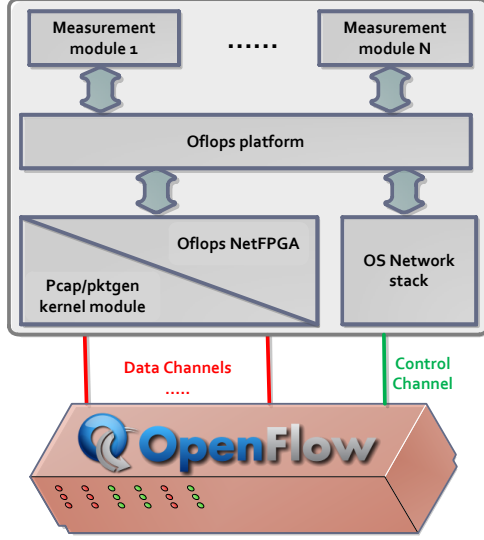 Measurement
module 1
......
Measurement
module N
Oflops platform
Oflops NetFPGA
Pcap/pktgen
kernel module
OS Network
stack
Data Channels
.....
Control
Channel
OpenFlow